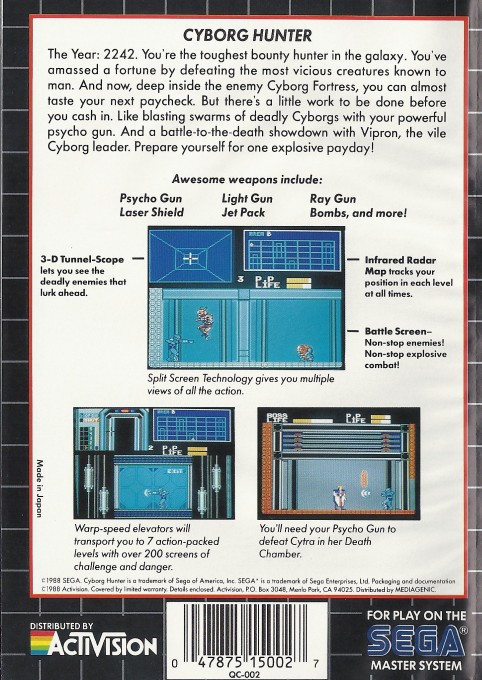 CYBORG HUNTER
The Year: 2242. You're the toughest bounty hunter in the galaxy. You've
amassed a fortune by defeating the most vicious creatures known to
man. And now, deep inside the enemy Cyborg Fortress, you can almost
taste your next paycheck. But there's a little work to be done before
you cash in. Like blasting swarms of deadly Cyborgs with your powerful
psycho gun. And a battle-to-the-death showdown with Vipron, the vile
Cyborg leader. Prepare yourself for one explosive payday!
Awesome weapons include:
Psycho Gun Light Gun Ray Gun
Laser Shield Jet Pack Bombs, and more!
3-D Tunnel-Scope
lets you see the
deadly enemies that
lurk ahead.
AREA B
3 P.P
LIFE
Infrared Radar
Map tracks your
position in each level
at all times.
Battle Screen–
Non-stop enemies!
Non-stop explosive
combat!
Split Screen Technology gives you multiple
views of all the action.
AREA B
2 P.P
LIFE
EXIT
BOSS P.P
LIFE LIFE
Warp-speed elevators will
transport you to 7 action-packed
levels with over 200 screens of
challenge and danger.
You'll need your Psycho Gun to
defeat Cytra in her Death
Chamber.
Made in Japan
©1988 SEGA. Cyborg Hunter is a trademark of Sega of America, Inc. SEGA® is a trademark of Sega Enterprises, Ltd. Packaging and documentation
©1988 Activision. Covered by limited warranty. Details enclosed. Activision, P.O. Box 3048, Menlo Park, CA 94025. Distributed by MEDIAGENIC.
DISTRIBUTED BY
ACTIVISION
0 47875 15002 7
QC-002
FOR PLAY ON THE
SEGA®
MASTER SYSTEM